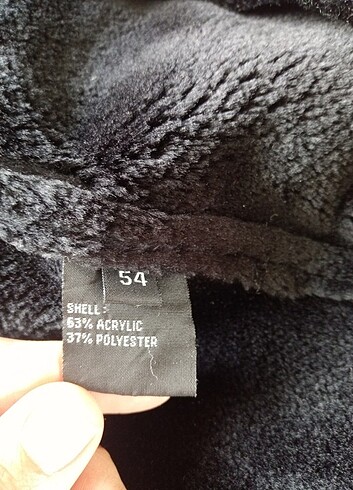 54
SHELL:
63% ACRYLIC
37% POLYESTER